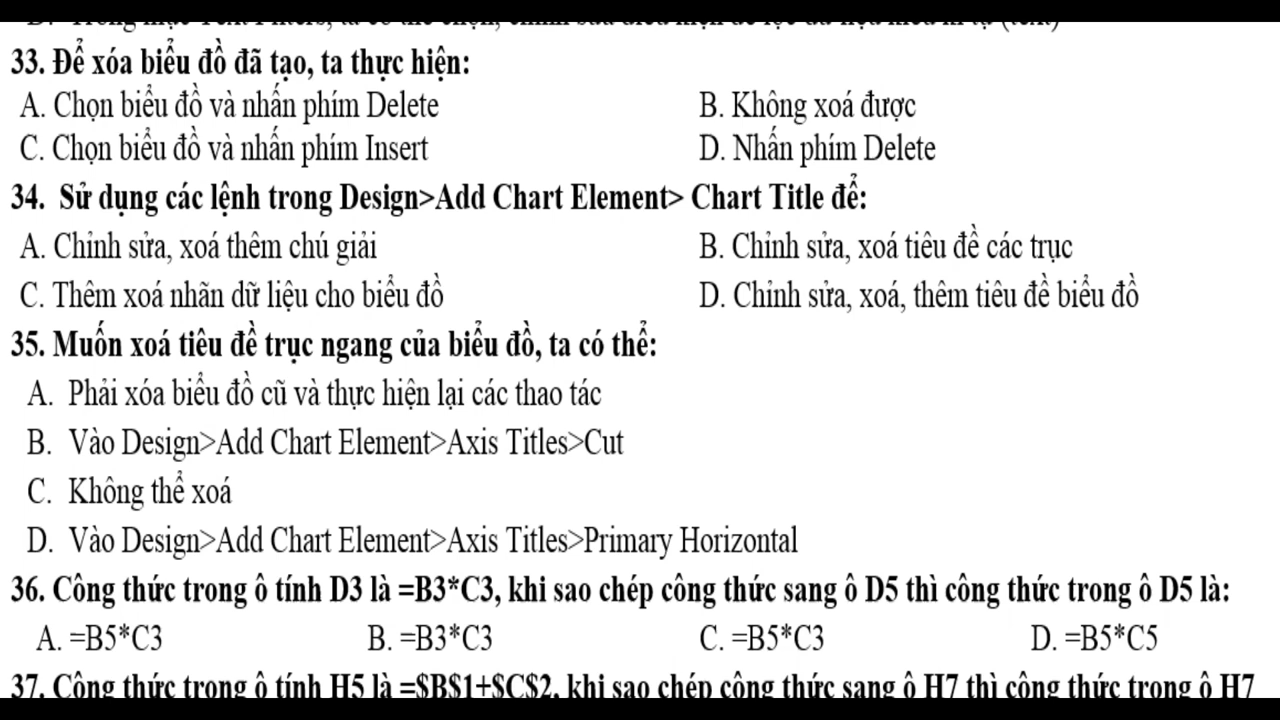 33. Để xóa biểu đồ đã tạo, ta thực hiện:
A. Chọn biểu đồ và nhấn phím Delete B. Không xoá được
C. Chọn biểu đồ và nhấn phím Insert D. Nhấn phím Delete
34. Sử dụng các lệnh trong Design>Add Chart Element> Chart Title để:
A. Chỉnh sửa, xoá thêm chú giải B. Chỉnh sửa, xoá tiêu đề các trục
C. Thêm xoá nhãn dữ liệu cho biểu đồ D. Chỉnh sửa, xoá, thêm tiêu đề biểu đồ
35. Muốn xoá tiêu đề trục ngang của biểu đồ, ta có thể:
A. Phải xóa biểu đồ cũ và thực hiện lại các thao tác
B. Vào Design>Add Chart Element>Axis Titles>Cut
C. Không thể xoá
D. Vào Design>Add Chart Element>Axis Titles>Primary Horizontal
36. Công thức trong ô tính D3 là =B3*C3, khi sao chép công thức sang ô D5 thì công thức trong ô D5 là:
A. =B5*C3 B. =B3*C3 C. =B5*C3 D. =B5*C5
37. Công thức trong ô tính H5 là =$B$1+$C$2, khi sao chép công thức sang ô H7 thì công thức trong ô H7